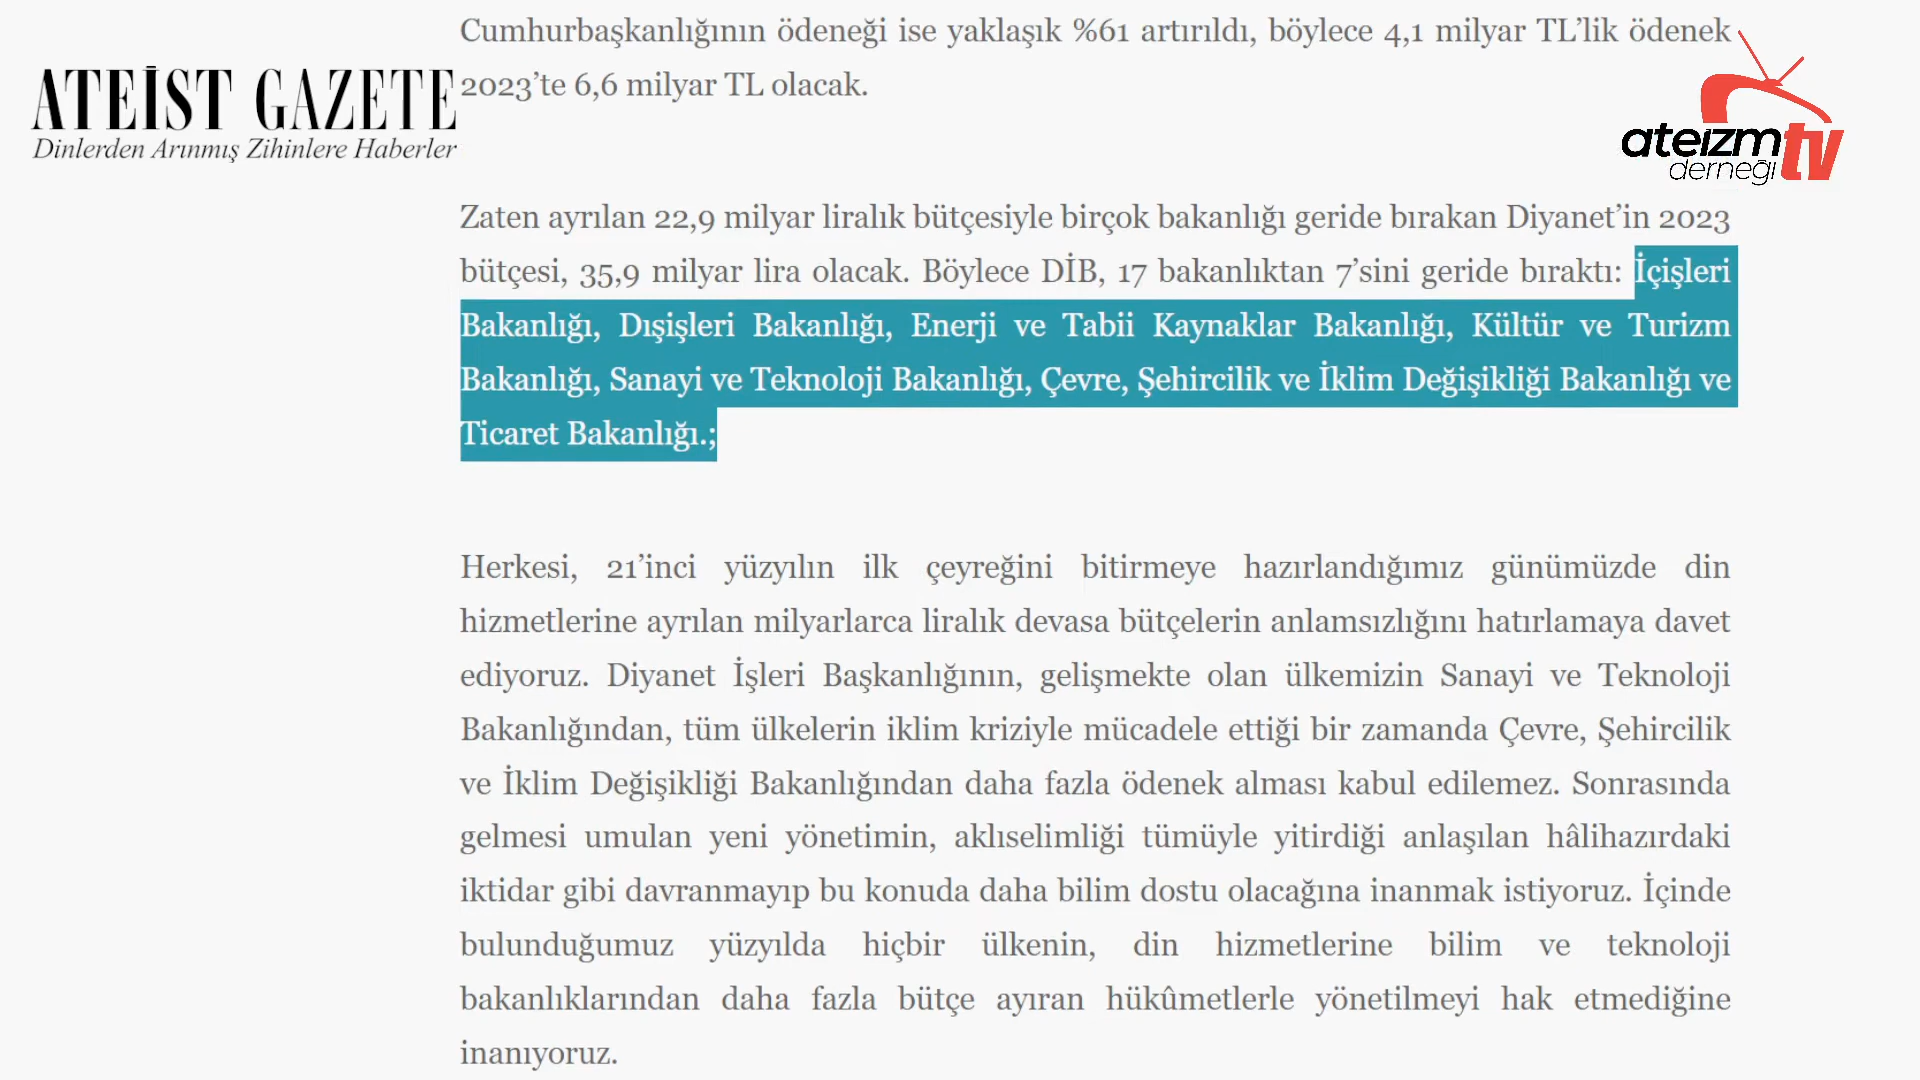 Cumhurbaşkanlığının ödeneği ise yaklaşık %61 artırıldı, böylece 4,1 milyar TL’lik ödenek
2023’te 6,6 milyar TL olacak.
ATEİST GAZETE
Dinlerden Arınmış Zihinlere Haberler
ateizm tv
derneği
Zaten ayrılan 22,9 milyar liralık bütçesiyle birçok bakanlığı geride bırakan Diyanet’in 2023
bütçesi, 35,9 milyar lira olacak. Böylece DİB, 17 bakanlıktan 7’sini geride bıraktı: İçişleri
Bakanlığı, Dışişleri Bakanlığı, Enerji ve Tabii Kaynaklar Bakanlığı, Kültür ve Turizm
Bakanlığı, Sanayi ve Teknoloji Bakanlığı, Çevre, Şehircilik ve İklim Değişikliği Bakanlığı ve
Ticaret Bakanlığı.;
Herkesi, 21’inci yüzyılın ilk çeyreğini bitirmeye hazırlandığımız günümüzde din
hizmetlerine ayrılan milyarlarca liralık devasa bütçelerin anlamsızlığını hatırlamaya davet
ediyoruz. Diyanet İşleri Başkanlığının, gelişmekte olan ülkemizin Sanayi ve Teknoloji
Bakanlığından, tüm ülkelerin iklim kriziyle mücadele ettiği bir zamanda Çevre, Şehircilik
ve İklim Değişikliği Bakanlığından daha fazla ödenek alması kabul edilemez. Sonrasında
gelmesi umulan yeni yönetimin, aklıselimliği tümüyle yitirdiği anlaşılan hâlihazırdaki
iktidar gibi davranmayıp bu konuda daha bilim dostu olacağına inanmak istiyoruz. İçinde
bulunduğumuz yüzyılda hiçbir ülkenin, din hizmetlerine bilim ve teknoloji
bakanlıklarından daha fazla bütçe ayıran hükûmetlerle yönetilmeyi hak etmediğine
inanıyoruz.